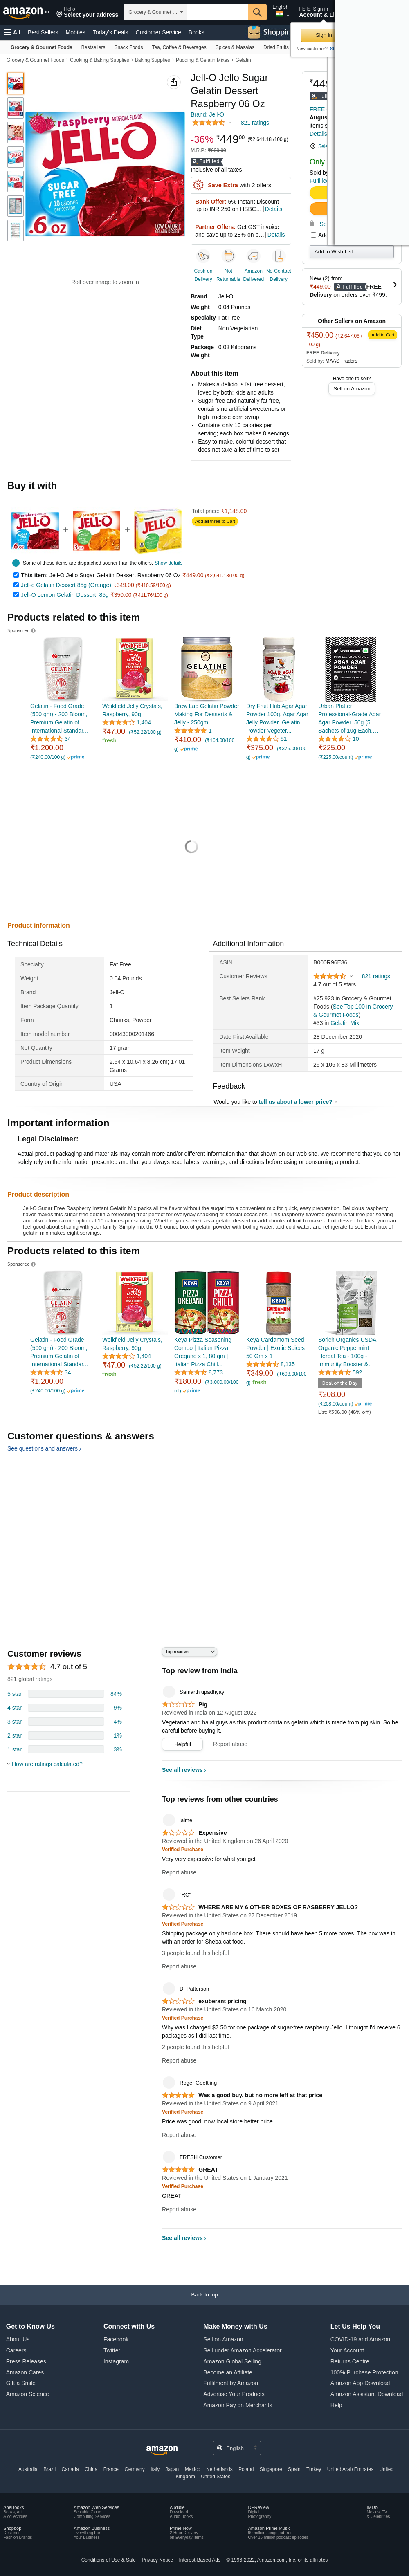 amazon.in
Hello
Select your address
Grocery & Gourmet ...
English
Hello, Sign in
Account & Li
All
Best Sellers
Mobiles
Today's Deals
Customer Service
Books
Shoppin
Sign in
New customer?
Grocery & Gourmet Foods
Bestsellers
Snack Foods
Tea, Coffee & Beverages
Spices & Masalas
Dried Fruits
Grocery & Gourmet Foods › Cooking & Baking Supplies › Baking Supplies › Pudding & Gelatin Mixes › Gelatin
raspberry
JELL-O
SUGAR FREE
10 calories per serving
.6 oz
LOW CALORIE GELATIN DESSERT
Roll over image to zoom in
Jell-O Jello Sugar Gelatin Dessert Raspberry 06 Oz
Brand: Jell-O
821 ratings
-36% ₹449.00 (₹2,641.18 /100 g)
M.R.P.: ₹699.00
Fulfilled
Inclusive of all taxes
Save Extra with 2 offers
Bank Offer: 5% Instant Discount up to INR 250 on HSBC... | Details
Partner Offers: Get GST invoice and save up to 28% on b... | Details
Cash on Delivery
Not Returnable
Amazon Delivered
No-Contact Delivery
Brand Jell-O
Weight 0.04 Pounds
Specialty Fat Free
Diet Type Non Vegetarian
Package Weight 0.03 Kilograms
About this item
Makes a delicious fat free dessert, loved by both; kids and adults
Sugar-free and naturally fat free, contains no artificial sweeteners or high fructose corn syrup
Contains only 10 calories per serving; each box makes 8 servings
Easy to make, colorful dessert that does not take a lot of time to set
Only
Sold by
Fulfilled
Details
Add to Wish List
New (2) from
₹449.00 Fulfilled FREE Delivery on orders over ₹499.
Other Sellers on Amazon
₹450.00 (₹2,647.06 / 100 g)
Add to Cart
FREE Delivery.
Sold by: MAAS Traders
Have one to sell?
Sell on Amazon
Buy it with
Total price: ₹1,148.00
Add all three to Cart
Some of these items are dispatched sooner than the others. Show details
This item: Jell-O Jello Sugar Gelatin Dessert Raspberry 06 Oz ₹449.00 (₹2,641.18/100 g)
Jell-o Gelatin Dessert 85g (Orange) ₹349.00 (₹410.59/100 g)
Jell-O Lemon Gelatin Dessert, 85g ₹350.00 (₹411.76/100 g)
Products related to this item
Sponsored
Gelatin - Food Grade (500 gm) - 200 Bloom, Premium Gelatin of International Standar...
34
₹1,200.00
(₹240.00/100 g) prime
Weikfield Jelly Crystals, Raspberry, 90g
1,404
₹47.00 (₹52.22/100 g)
fresh
Brew Lab Gelatin Powder Making For Desserts & Jelly - 250gm
1
₹410.00 (₹164.00/100 g) prime
Dry Fruit Hub Agar Agar Powder 100g, Agar Agar Jelly Powder ,Gelatin Powder Vegeter...
51
₹375.00 (₹375.00/100 g) prime
Urban Platter Professional-Grade Agar Agar Powder, 50g (5 Sachets of 10g Each,...
10
₹225.00
(₹225.00/count) prime
Product information
Technical Details
Specialty Fat Free
Weight 0.04 Pounds
Brand Jell-O
Item Package Quantity 1
Form Chunks, Powder
Item model number 00043000201466
Net Quantity 17 gram
Product Dimensions 2.54 x 10.64 x 8.26 cm; 17.01 Grams
Country of Origin USA
Additional Information
ASIN B000R96E36
Customer Reviews 821 ratings
4.7 out of 5 stars
Best Sellers Rank #25,923 in Grocery & Gourmet Foods (See Top 100 in Grocery & Gourmet Foods)
#33 in Gelatin Mix
Date First Available 28 December 2020
Item Weight 17 g
Item Dimensions LxWxH 25 x 106 x 83 Millimeters
Feedback
Would you like to tell us about a lower price?
Important information
Legal Disclaimer:
Actual product packaging and materials may contain more and/or different information than that shown on our web site. We recommend that you do not solely rely on the information presented and that you always read labels, warnings, and directions before using or consuming a product.
Product description
Jell-O Sugar Free Raspberry Instant Gelatin Mix packs all the flavor without the sugar into a convenient mix for quick, easy preparation. Delicious raspberry flavor makes this sugar free gelatin a refreshing treat perfect for everyday snacking or special occasions. This packaged raspberry flavored gelatin is fat free per serving and comes as a Low calorie option at 10 calories per serving. Whether you want a layered gelatin dessert or chunks of fruit to make a fruit dessert for your kids, our gelatin dessert is easy to make. Simply stir the mix 0.6 oz into boiling water, add cold water, and refrigerate to set. Each box of gelatin mix makes eight servings.
Products related to this item
Sponsored
Gelatin - Food Grade (500 gm) - 200 Bloom, Premium Gelatin of International Standar...
34
₹1,200.00
(₹240.00/100 g) prime
Weikfield Jelly Crystals, Raspberry, 90g
1,404
₹47.00 (₹52.22/100 g)
fresh
Keya Pizza Seasoning Combo | Italian Pizza Oregano x 1, 80 gm | Italian Pizza Chill...
8,773
₹180.00 (₹3,000.00/100 ml) prime
Keya Cardamom Seed Powder | Exotic Spices 50 Gm x 1
8,135
₹349.00 (₹698.00/100 g) fresh
Sorich Organics USDA Organic Peppermint Herbal Tea - 100g - Immunity Booster &...
592
Deal of the Day
₹208.00
(₹208.00/count) prime
List: ₹398.00 (48% off)
Customer questions & answers
See questions and answers ›
Customer reviews
4.7 out of 5
821 global ratings
5 star 84%
4 star 9%
3 star 4%
2 star 1%
1 star 3%
How are ratings calculated?
Top reviews
Top review from India
Samarth upadhyay
Pig
Reviewed in India on 12 August 2022
Vegetarian and halal guys as this product contains gelatin,which is made from pig skin. So be careful before buying it.
Helpful
Report abuse
See all reviews ›
Top reviews from other countries
jaime
Expensive
Reviewed in the United Kingdom on 26 April 2020
Verified Purchase
Very very expensive for what you get
Report abuse
"RC"
WHERE ARE MY 6 OTHER BOXES OF RASBERRY JELLO?
Reviewed in the United States on 27 December 2019
Verified Purchase
Shipping package only had one box. There should have been 5 more boxes. The box was in with an order from Sheba cat food.
3 people found this helpful
Report abuse
D. Patterson
exuberant pricing
Reviewed in the United States on 16 March 2020
Verified Purchase
Why was I charged $7.50 for one package of sugar-free raspberry Jello. I thought I'd receive 6 packages as I did last time.
2 people found this helpful
Report abuse
Roger Goettling
Was a good buy, but no more left at that price
Reviewed in the United States on 9 April 2021
Verified Purchase
Price was good, now local store better price.
Report abuse
FRESH Customer
GREAT
Reviewed in the United States on 1 January 2021
Verified Purchase
GREAT
Report abuse
See all reviews ›
Back to top
Get to Know Us
About Us
Careers
Press Releases
Amazon Cares
Gift a Smile
Amazon Science
Connect with Us
Facebook
Twitter
Instagram
Make Money with Us
Sell on Amazon
Sell under Amazon Accelerator
Amazon Global Selling
Become an Affiliate
Fulfilment by Amazon
Advertise Your Products
Amazon Pay on Merchants
Let Us Help You
COVID-19 and Amazon
Your Account
Returns Centre
100% Purchase Protection
Amazon App Download
Amazon Assistant Download
Help
amazon
English
Australia Brazil Canada China France Germany Italy Japan Mexico Netherlands Poland Singapore Spain Turkey United Arab Emirates United Kingdom United States
AbeBooks
Books, art & collectibles
Amazon Web Services
Scalable Cloud Computing Services
Audible
Download Audio Books
DPReview
Digital Photography
IMDb
Movies, TV & Celebrities
Shopbop
Designer Fashion Brands
Amazon Business
Everything For Your Business
Prime Now
2-Hour Delivery on Everyday Items
Amazon Prime Music
90 million songs, ad-free
Over 15 million podcast episodes
Conditions of Use & Sale Privacy Notice Interest-Based Ads © 1996-2022, Amazon.com, Inc. or its affiliates